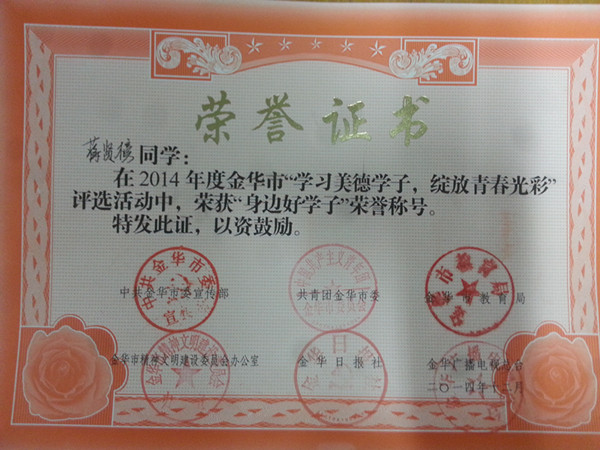 荣誉证书
蒋贤德同学：
在2014年度金华市“学习美德学子，绽放青春光彩”
评选活动中，荣获“身边好学子”荣誉称号。
特发此证，以资鼓励。
中共金华市委宣传部
共青团金华市委
金华市教育局
金华市精神文明建设委员会办公室
金华日报社
金华广播电视总台
二〇一四年十二月